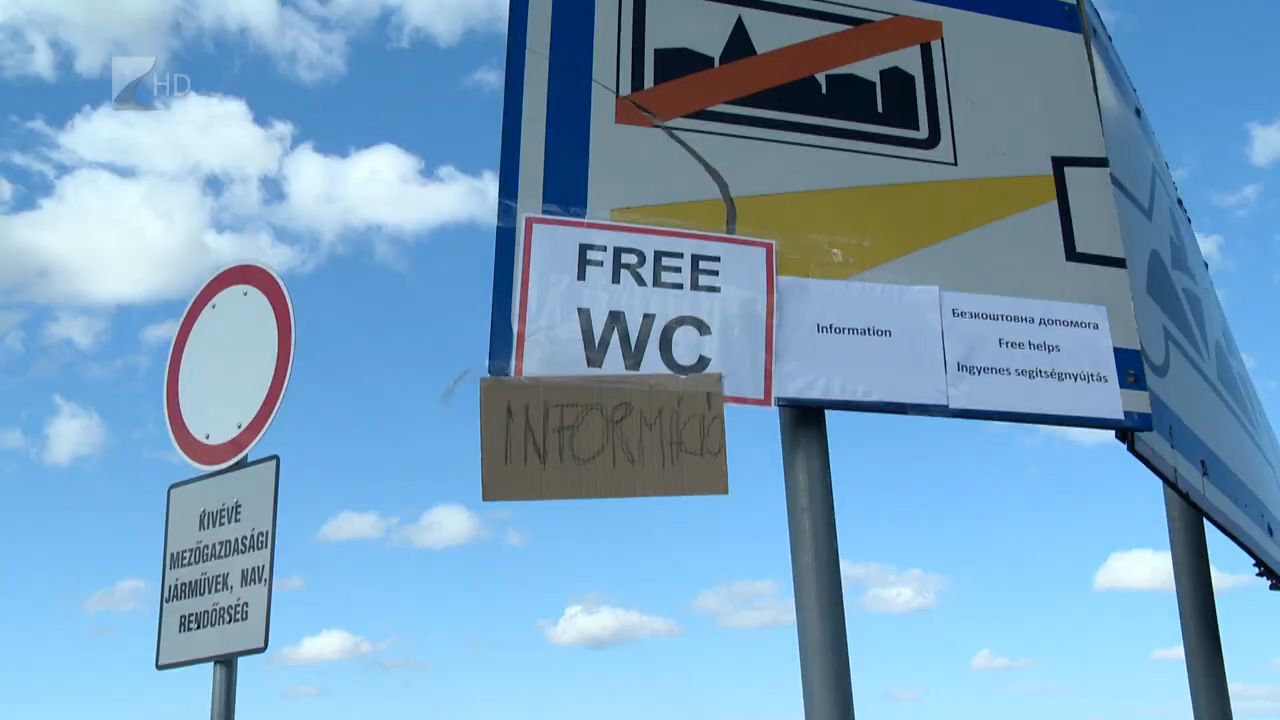 HD
FREE
WC
Information
Безкоштовна допомога
Free helps
Ingyenes segítségnyújtás
INFORMÁCIÓ
KIVÉVE
MEZŐGAZDASÁGI
JÁRMŰVEK, NAV,
RENDŐRSÉG